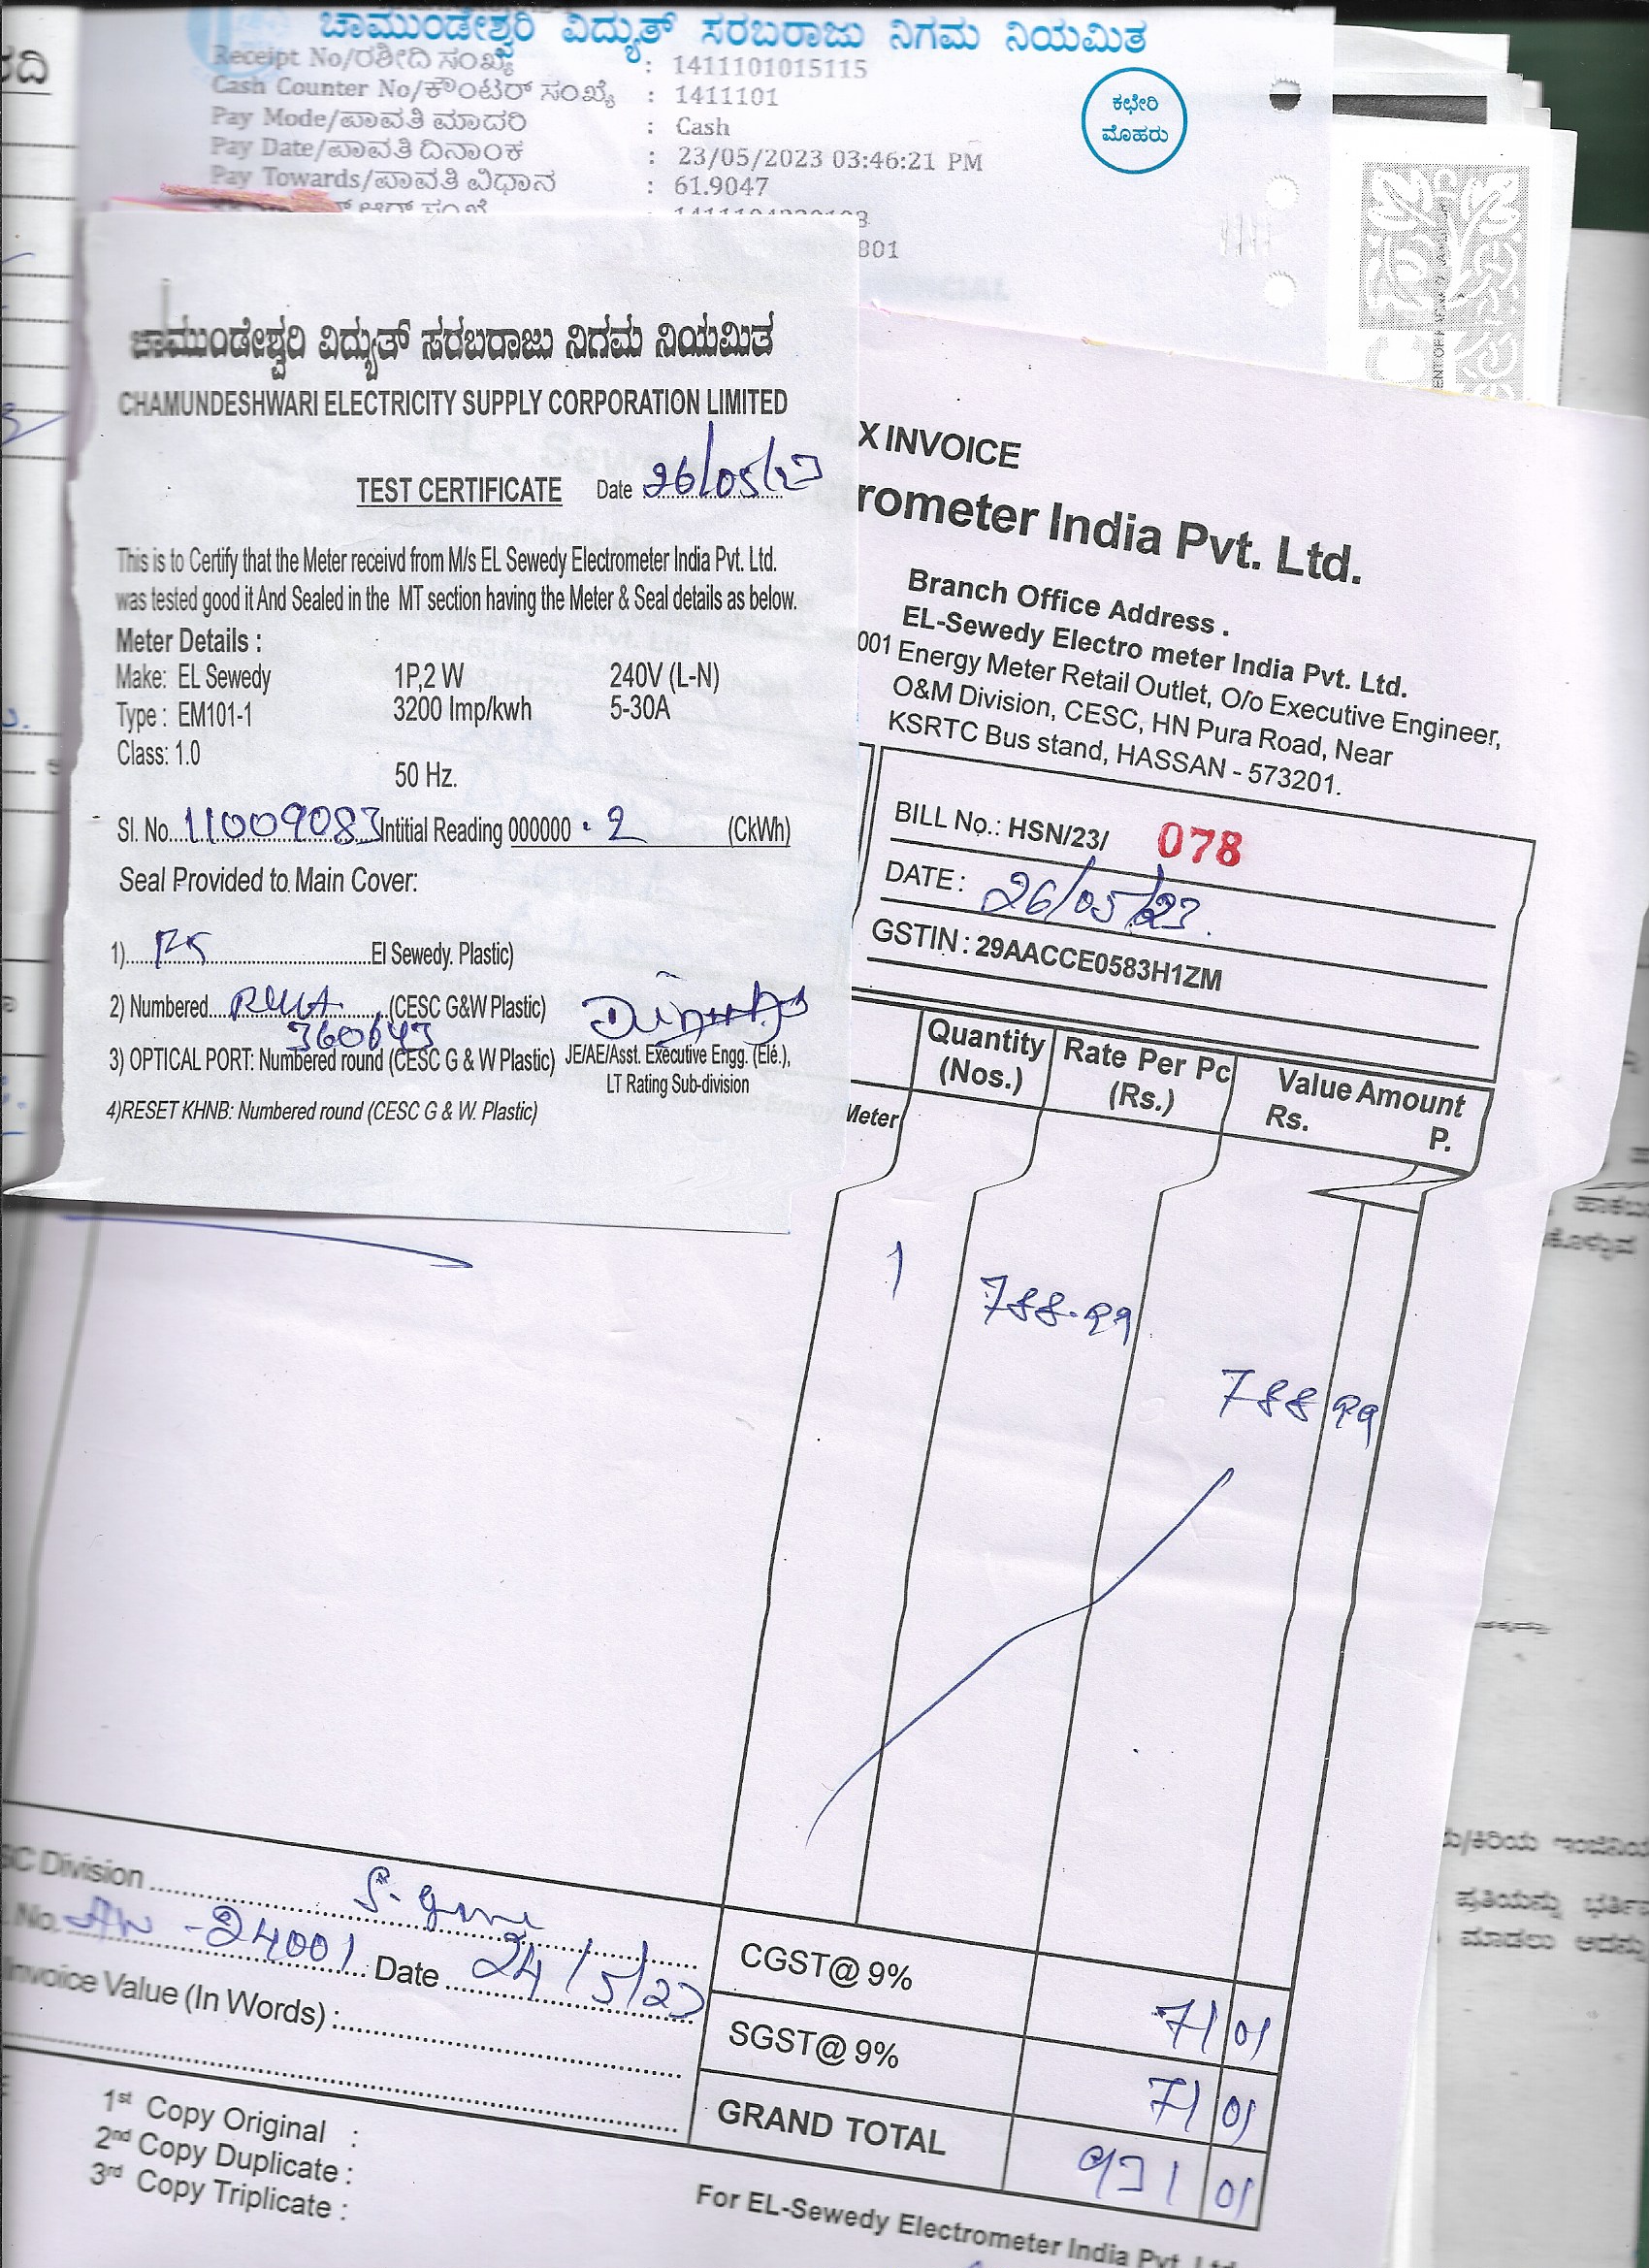 ಚಾಮುಂಡೇಶ್ವರಿ ವಿದ್ಯುತ್ ಸರಬರಾಜು ನಿಗಮ ನಿಯಮಿತ
Receipt No/ರಶೀದಿ ಸಂಖ್ಯೆ : 1411101015115
Cash Counter No/ಕೌಂಟರ್ ಸಂಖ್ಯೆ : 1411101
Pay Mode/ಪಾವತಿ ಮಾದರಿ : Cash
Pay Date/ಪಾವತಿ ದಿನಾಂಕ : 23/05/2023 03:46:21 PM
Pay Towards/ಪಾವತಿ ವಿಧಾನ : 61.9047
801
ಕಛೇರಿ
ಮೊಹರು
ಚಾಮುಂಡೇಶ್ವರಿ ವಿದ್ಯುತ್ ಸರಬರಾಜು ನಿಗಮ ನಿಯಮಿತ
CHAMUNDESHWARI ELECTRICITY SUPPLY CORPORATION LIMITED
TEST CERTIFICATE Date 26/05/23
This is to Certify that the Meter receivd from M/s EL Sewedy Electrometer India Pvt. Ltd.
was tested good it And Sealed in the MT section having the Meter & Seal details as below.
Meter Details :
Make: EL Sewedy 1P,2 W 240V (L-N)
Type : EM101-1 3200 Imp/kwh 5-30A
Class: 1.0
50 Hz.
Sl. No. 11009083 Intitial Reading 000000 .2 (CkWh)
Seal Provided to Main Cover:
1) El Sewedy. Plastic)
2) Numbered (CESC G&W Plastic)
360643
3) OPTICAL PORT: Numbered round (CESC G & W Plastic)
JE/AE/Asst. Executive Engg. (Elé.),
LT Rating Sub-division
4)RESET KHNB: Numbered round (CESC G & W. Plastic)
X INVOICE
rometer India Pvt. Ltd.
Branch Office Address .
EL-Sewedy Electro meter India Pvt. Ltd.
001 Energy Meter Retail Outlet, O/o Executive Engineer,
O&M Division, CESC, HN Pura Road, Near
KSRTC Bus stand, HASSAN - 573201.
BILL No.: HSN/23/ 078
DATE : 26/05/23.
GSTIN : 29AACCE0583H1ZM
Quantity (Nos.) Rate Per Pc (Rs.) Value Amount Rs. P.
Meter
1 788.99
788 99
C Division
No. -24001 Date 24/5/23
Invoice Value (In Words) :
CGST@ 9% 71 01
SGST@ 9% 71 01
GRAND TOTAL 931 01
1st Copy Original :
2nd Copy Duplicate :
3rd Copy Triplicate :
For EL-Sewedy Electrometer India Pvt. Ltd.